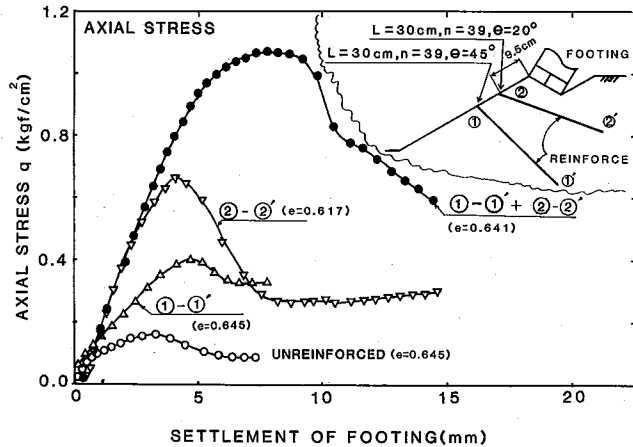 AXIAL STRESS
L=30cm, n=39, Θ=20°
L=30cm, n=39, Θ=45°
9.5cm
FOOTING
②
①
②′
REINFORCE
①′
1.2
0.8
0.4
0.0
AXIAL STRESS q (kgf/cm²)
②-②′ (e=0.617)
①-①′ + ②-②′
(e=0.641)
①-①′
(e=0.645)
UNREINFORCED (e=0.645)
0 5 10 15 20
SETTLEMENT OF FOOTING(mm)